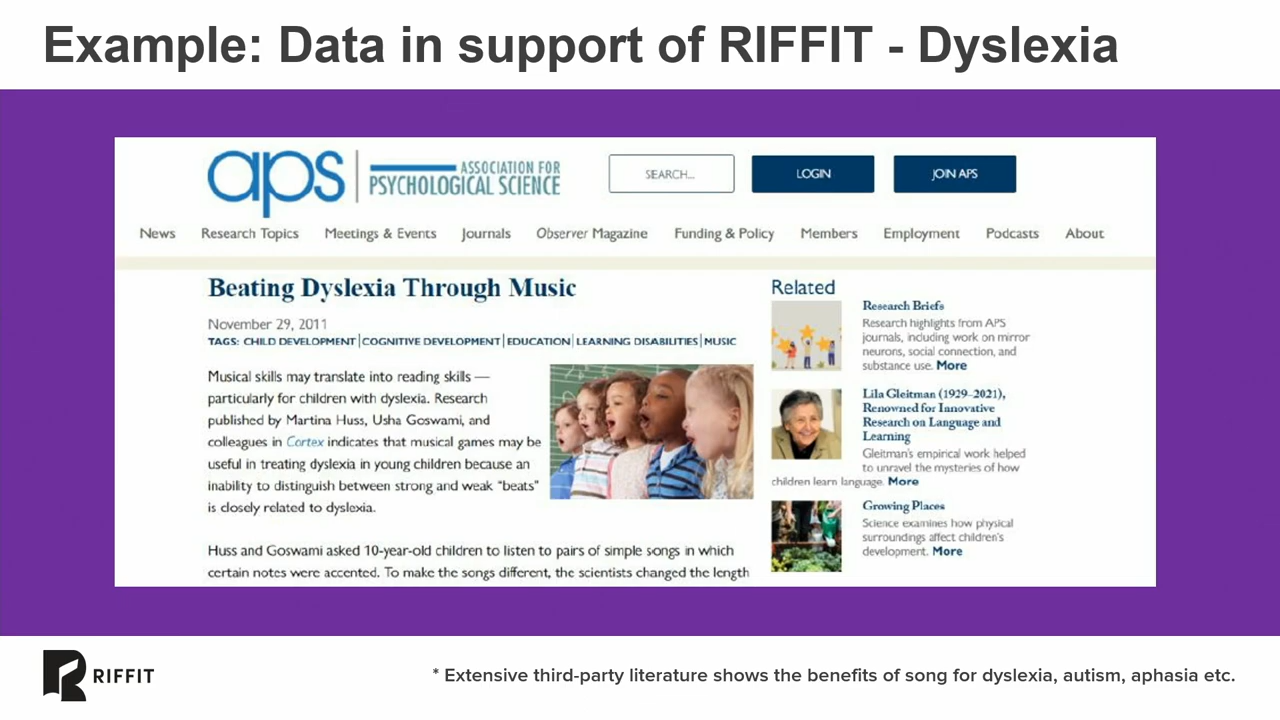 Example: Data in support of RIFFIT - Dyslexia
aps
ASSOCIATION FOR
PSYCHOLOGICAL SCIENCE
SEARCH...
LOGIN
JOIN APS
News Research Topics Meetings & Events Journals Observer Magazine Funding & Policy Members Employment Podcasts About
Beating Dyslexia Through Music
November 29, 2011
TAGS: CHILD DEVELOPMENT | COGNITIVE DEVELOPMENT | EDUCATION | LEARNING DISABILITIES | MUSIC
Musical skills may translate into reading skills —
particularly for children with dyslexia. Research
published by Martina Huss, Usha Goswami, and
colleagues in Cortex indicates that musical games may be
useful in treating dyslexia in young children because an
inability to distinguish between strong and weak "beats"
is closely related to dyslexia.
Huss and Goswami asked 10-year-old children to listen to pairs of simple songs in which
certain notes were accented. To make the songs different, the scientists changed the length
Related
Research Briefs
Research highlights from APS
journals, including work on mirror
neurons, social connection, and
substance use. More
Lila Gleitman (1929–2021),
Renowned for Innovative
Research on Language and
Learning
Gleitman's empirical work helped
to unravel the mysteries of how
children learn language. More
Growing Places
Science examines how physical
surroundings affect children's
development. More
RIFFIT
* Extensive third-party literature shows the benefits of song for dyslexia, autism, aphasia etc.